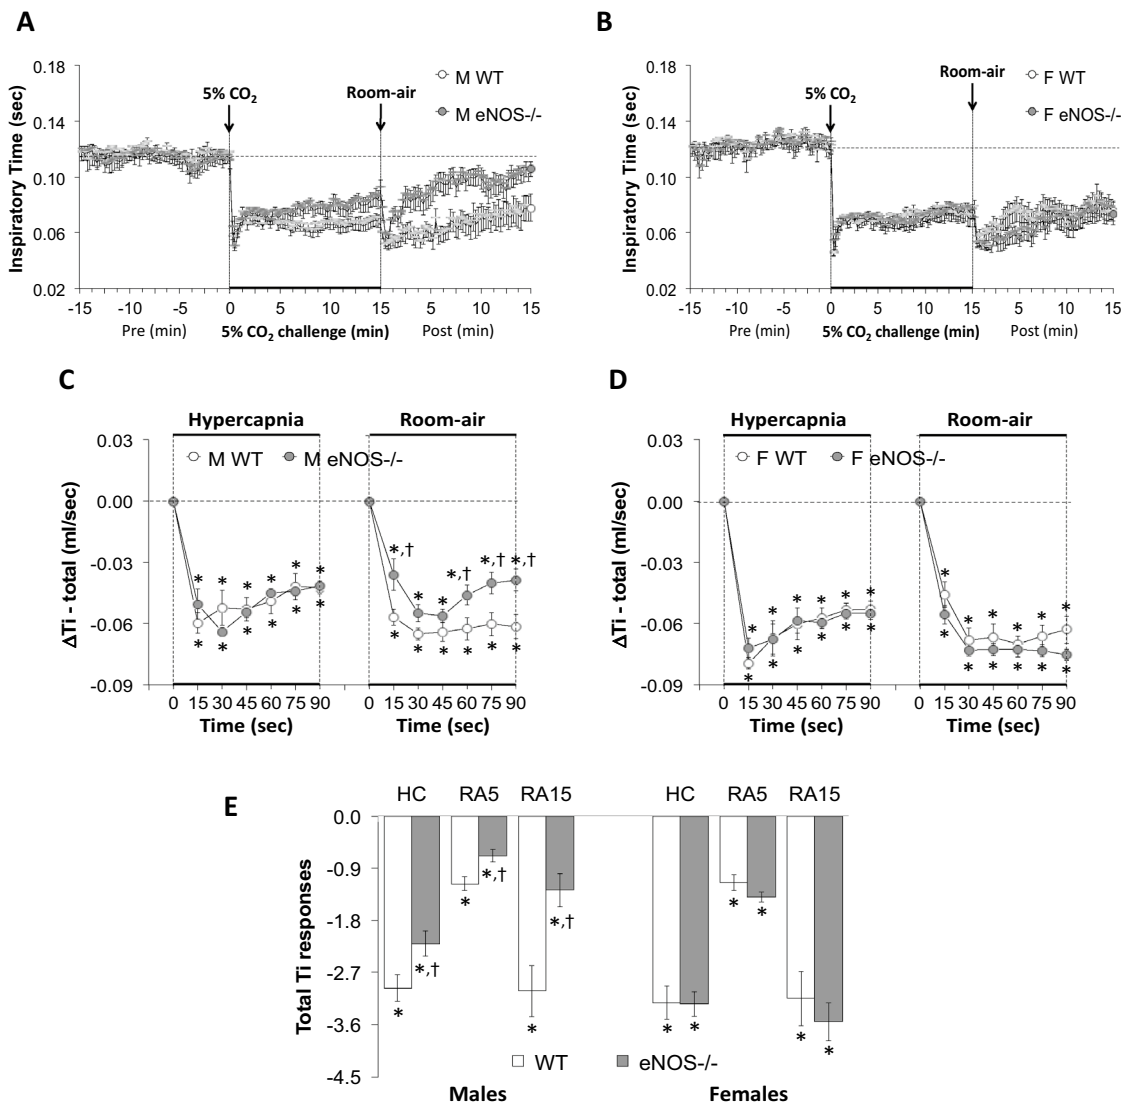 A
B
0.18
0.14
0.10
0.06
0.02
Inspiratory Time (sec)
5% CO₂
Room-air
M WT
M eNOS-/-
-15 -10 -5 0 5 10 15 5 10 15
Pre (min) 5% CO₂ challenge (min) Post (min)
0.18
0.14
0.10
0.06
0.02
Inspiratory Time (sec)
5% CO₂
Room-air
F WT
F eNOS-/-
-15 -10 -5 0 5 10 15 5 10 15
Pre (min) 5% CO₂ challenge (min) Post (min)
C
D
Hypercapnia Room-air
M WT M eNOS-/-
0.03
0.00
-0.03
-0.06
-0.09
ΔTi - total (ml/sec)
* * * * * *
* * * * * *
*,† * * *,† *,† *,†
* * * * * *
0 15 30 45 60 75 90 0 15 30 45 60 75 90
Time (sec) Time (sec)
Hypercapnia Room-air
F WT F eNOS-/-
0.03
0.00
-0.03
-0.06
-0.09
ΔTi - total (ml/sec)
* * * * *
* * * * * *
* * * * * *
* * * * * *
0 15 30 45 60 75 90 0 15 30 45 60 75 90
Time (sec) Time (sec)
E
HC RA5 RA15 HC RA5 RA15
0.0
-0.9
-1.8
-2.7
-3.6
-4.5
Total Ti responses
* *,† * *,† * *,†
* * * * * *
WT eNOS-/-
Males Females